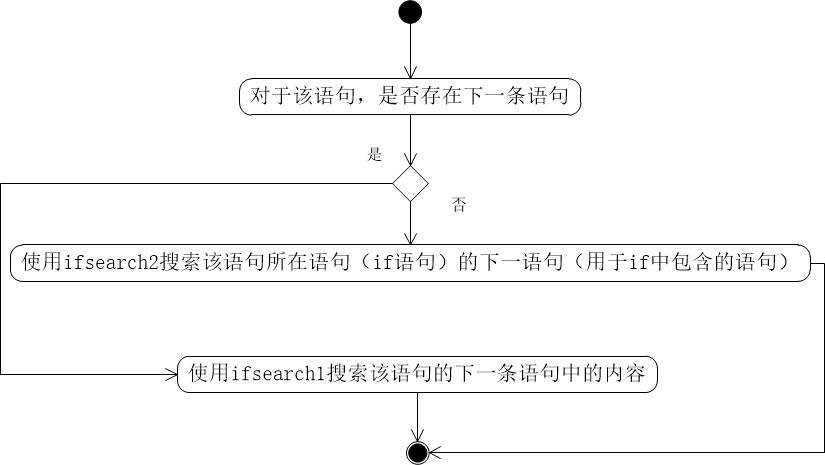 对于该语句，是否存在下一条语句
是
否
使用ifsearch2搜索该语句所在语句（if语句）的下一语句（用于if中包含的语句）
使用ifsearch1搜索该语句的下一条语句中的内容